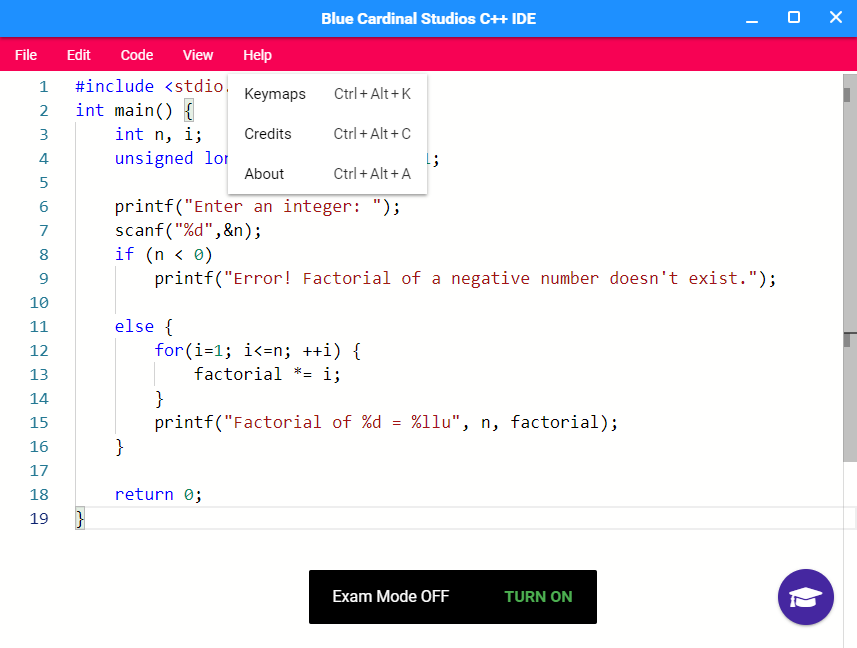 Blue Cardinal Studios C++ IDE
File Edit Code View Help
Keymaps Ctrl+Alt+K
Credits Ctrl+Alt+C
About Ctrl+Alt+A
1 #include <stdio.
2 int main() {
3 int n, i;
4 unsigned lon 1;
5
6 printf("Enter an integer: ");
7 scanf("%d",&n);
8 if (n < 0)
9 printf("Error! Factorial of a negative number doesn't exist.");
10
11 else {
12 for(i=1; i<=n; ++i) {
13 factorial *= i;
14 }
15 printf("Factorial of %d = %llu", n, factorial);
16 }
17
18 return 0;
19 }
Exam Mode OFF TURN ON